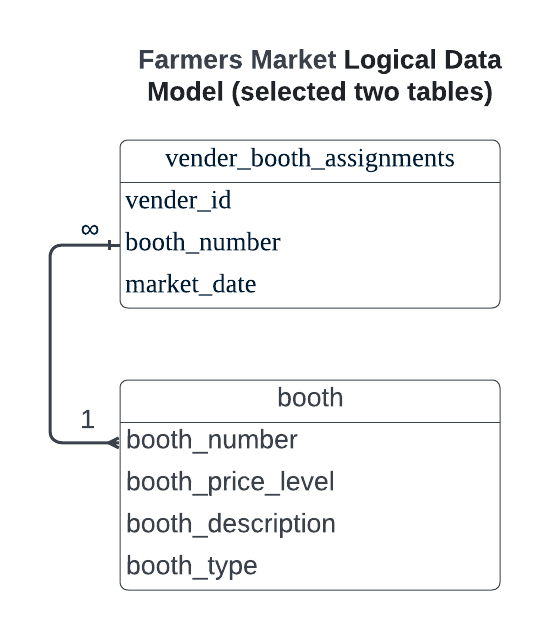 Farmers Market Logical Data
Model (selected two tables)
vender_booth_assignments
vender_id
∞
booth_number
market_date
booth
1
booth_number
booth_price_level
booth_description
booth_type